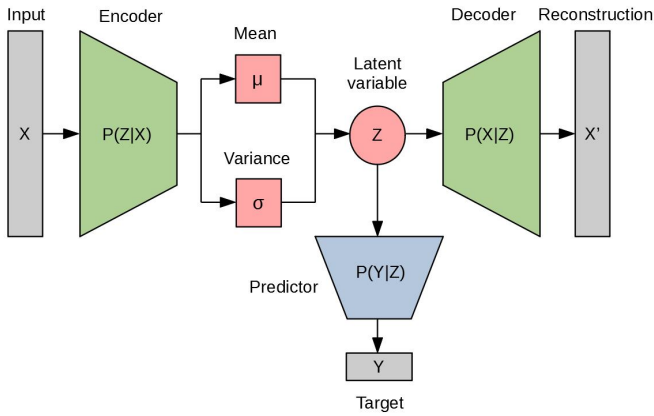 Input
Encoder
Mean
Decoder
Reconstruction
Latent
variable
X
P(Z|X)
μ
Z
P(X|Z)
X’
Variance
σ
Predictor
P(Y|Z)
Y
Target